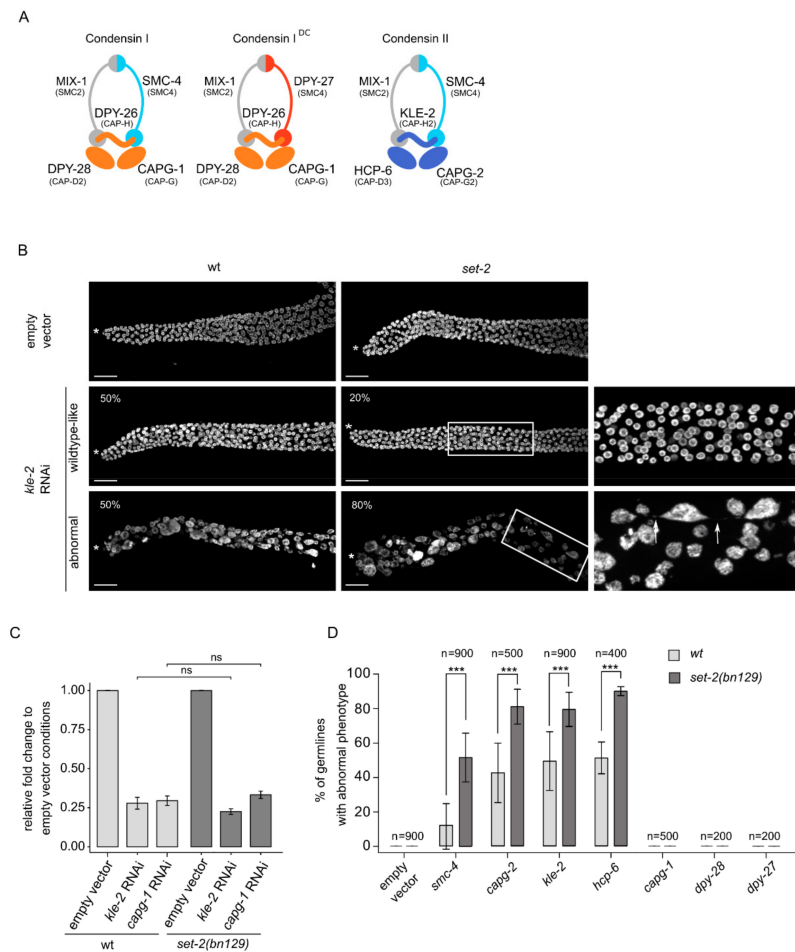 A
Condensin I
Condensin I DC
Condensin II
MIX-1
(SMC2)
SMC-4
(SMC4)
DPY-26
(CAP-H)
DPY-28
(CAP-D2)
CAPG-1
(CAP-G)
MIX-1
(SMC2)
DPY-27
(SMC4)
DPY-26
(CAP-H)
DPY-28
(CAP-D2)
CAPG-1
(CAP-G)
MIX-1
(SMC2)
SMC-4
(SMC4)
KLE-2
(CAP-H2)
HCP-6
(CAP-D3)
CAPG-2
(CAP-G2)
B
wt
set-2
empty
vector
*
*
kle-2
RNAi
wildtype-like
50%
*
20%
*
abnormal
50%
*
80%
*
C
relative fold change to
empty vector conditions
ns
ns
1.00
0.75
0.50
0.25
0.00
empty vector
kle-2 RNAi
capg-1 RNAi
empty vector
kle-2 RNAi
capg-1 RNAi
wt
set-2(bn129)
D
% of germlines
with abnormal phenotype
100
80
60
40
20
0
n=900
n=500
n=900
n=400
***
***
***
***
wt
set-2(bn129)
n=900
n=500
n=200
n=200
empty
vector
smc-4
capg-2
kle-2
hcp-6
capg-1
dpy-28
dpy-27